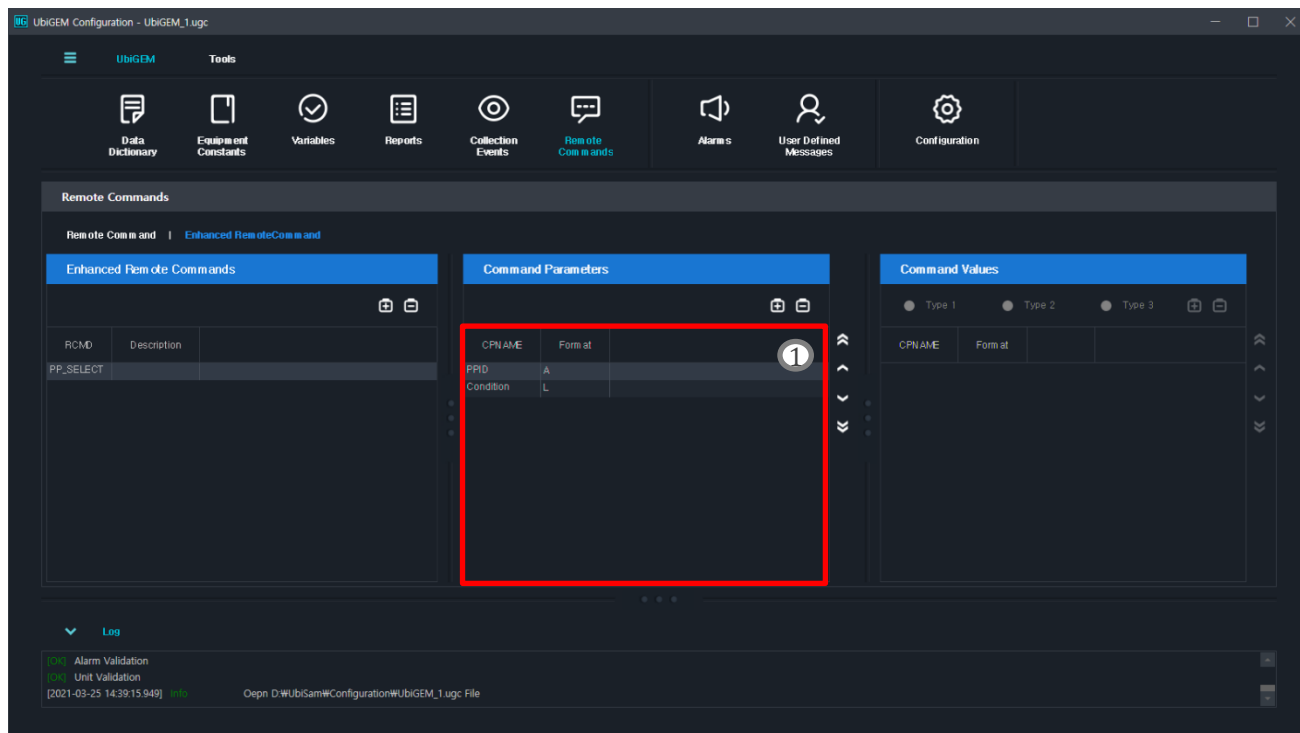 UG UbiGEM Configuration - UbiGEM_1.ugc
UbiGEM Tools
Data Dictionary
Equipment Constants
Variables
Reports
Collection Events
Remote Commands
Alarms
User Defined Messages
Configuration
Remote Commands
Remote Command | Enhanced RemoteCommand
Enhanced Remote Commands
RCMD Description
PP_SELECT
Command Parameters
CPNAME Format
①
PPID A
Condition L
Command Values
Type 1 Type 2 Type 3
CPNAME Format
Log
[OK] Alarm Validation
[OK] Unit Validation
[2021-03-25 14:39:15.949] Info Oepn D:₩UbiSam₩Configuration₩UbiGEM_1.ugc File